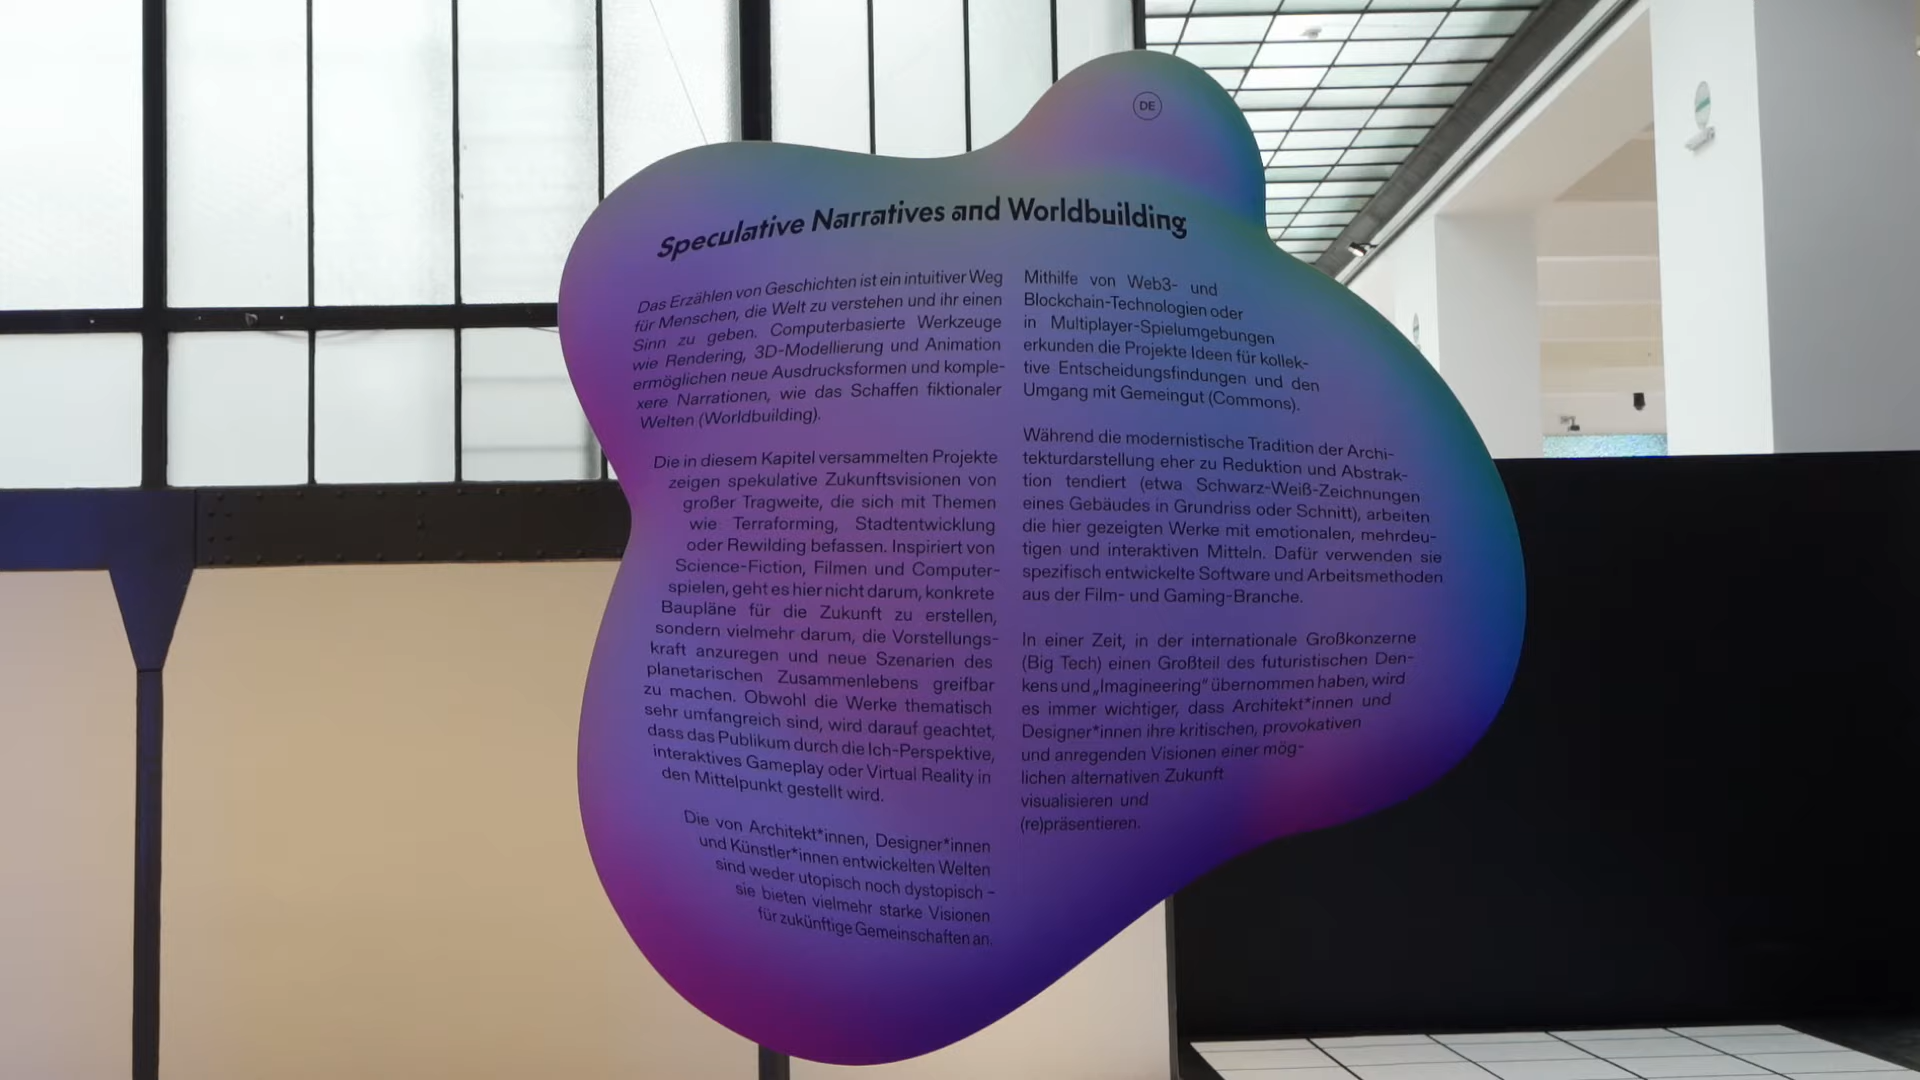 DE
Speculative Narratives and Worldbuilding
Das Erzählen von Geschichten ist ein intuitiver Weg
für Menschen, die Welt zu verstehen und ihr einen
Sinn zu geben. Computerbasierte Werkzeuge
wie Rendering, 3D-Modellierung und Animation
ermöglichen neue Ausdrucksformen und komple-
xere Narrationen, wie das Schaffen fiktionaler
Welten (Worldbuilding).
Die in diesem Kapitel versammelten Projekte
zeigen spekulative Zukunftsvisionen von
großer Tragweite, die sich mit Themen
wie Terraforming, Stadtentwicklung
oder Rewilding befassen. Inspiriert von
Science-Fiction, Filmen und Computer-
spielen, geht es hier nicht darum, konkrete
Baupläne für die Zukunft zu erstellen,
sondern vielmehr darum, die Vorstellungs-
kraft anzuregen und neue Szenarien des
planetarischen Zusammenlebens greifbar
zu machen. Obwohl die Werke thematisch
sehr umfangreich sind, wird darauf geachtet,
dass das Publikum durch die Ich-Perspektive,
interaktives Gameplay oder Virtual Reality in
den Mittelpunkt gestellt wird.
Die von Architekt*innen, Designer*innen
und Künstler*innen entwickelten Welten
sind weder utopisch noch dystopisch –
sie bieten vielmehr starke Visionen
für zukünftige Gemeinschaften an.
Mithilfe von Web3- und
Blockchain-Technologien oder
in Multiplayer-Spielumgebungen
erkunden die Projekte Ideen für kollek-
tive Entscheidungsfindungen und den
Umgang mit Gemeingut (Commons).
Während die modernistische Tradition der Archi-
tekturdarstellung eher zu Reduktion und Abstrak-
tion tendiert (etwa Schwarz-Weiß-Zeichnungen
eines Gebäudes in Grundriss oder Schnitt), arbeiten
die hier gezeigten Werke mit emotionalen, mehrdeu-
tigen und interaktiven Mitteln. Dafür verwenden sie
spezifisch entwickelte Software und Arbeitsmethoden
aus der Film- und Gaming-Branche.
In einer Zeit, in der internationale Großkonzerne
(Big Tech) einen Großteil des futuristischen Den-
kens und „Imagineering“ übernommen haben, wird
es immer wichtiger, dass Architekt*innen und
Designer*innen ihre kritischen, provokativen
und anregenden Visionen einer mög-
lichen alternativen Zukunft
visualisieren und
(re)präsentieren.